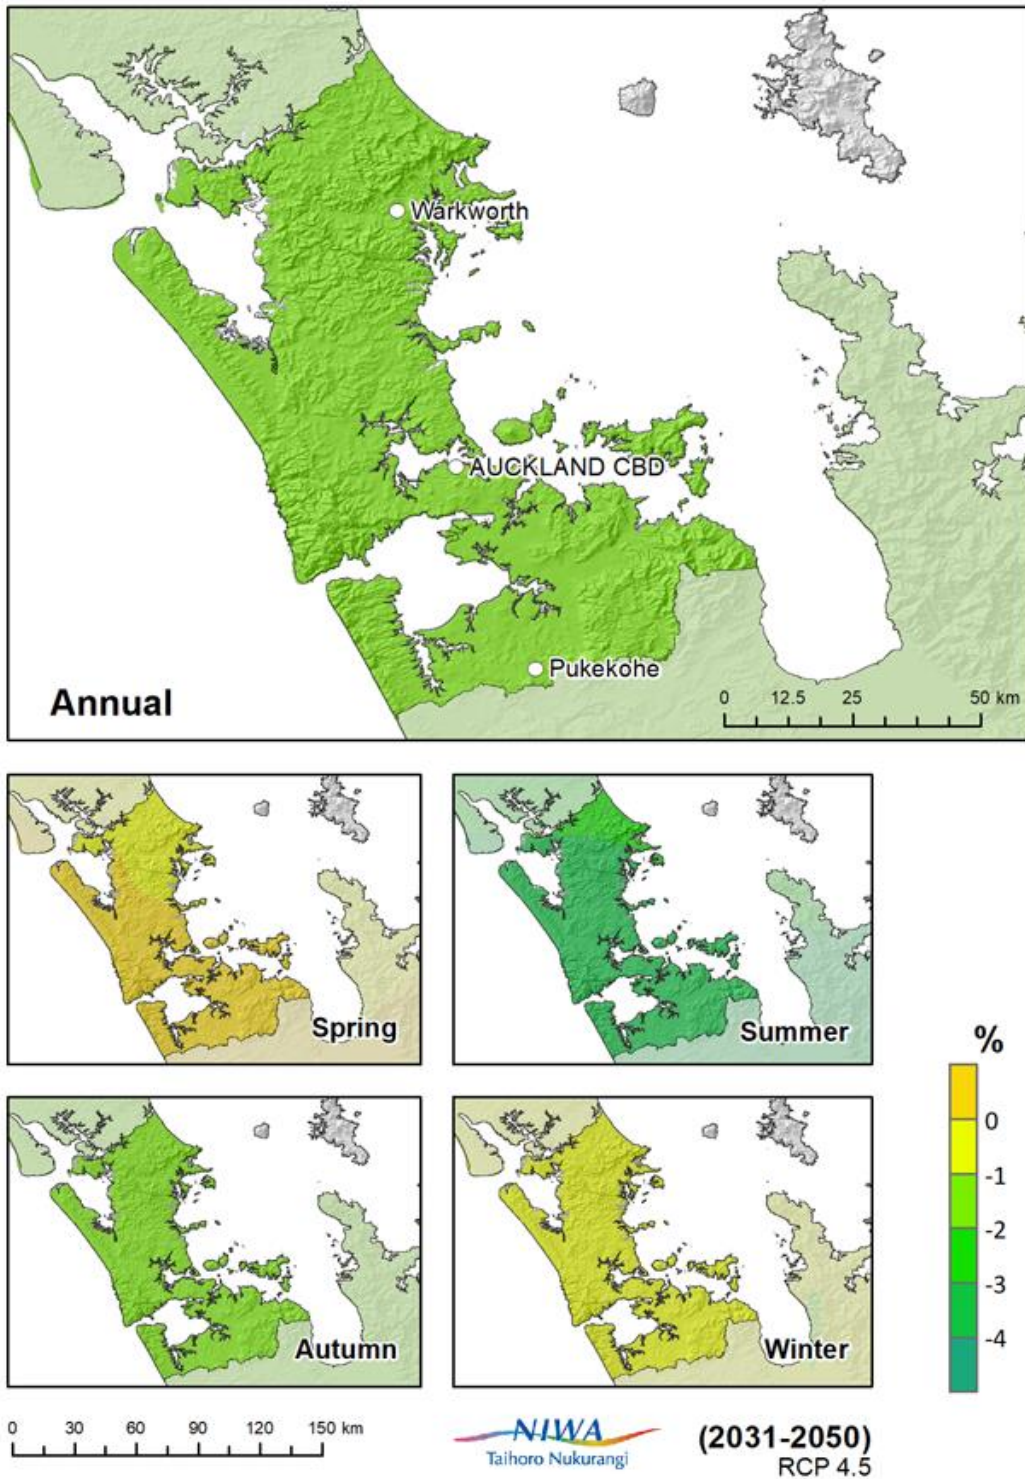 Warkworth
AUCKLAND CBD
Pukekohe
Annual
0 12.5 25 50 km
Spring
Summer
%
0
-1
-2
-3
-4
Autumn
Winter
0 30 60 90 120 150 km
NIWA
Taihoro Nukurangi
(2031-2050)
RCP 4.5